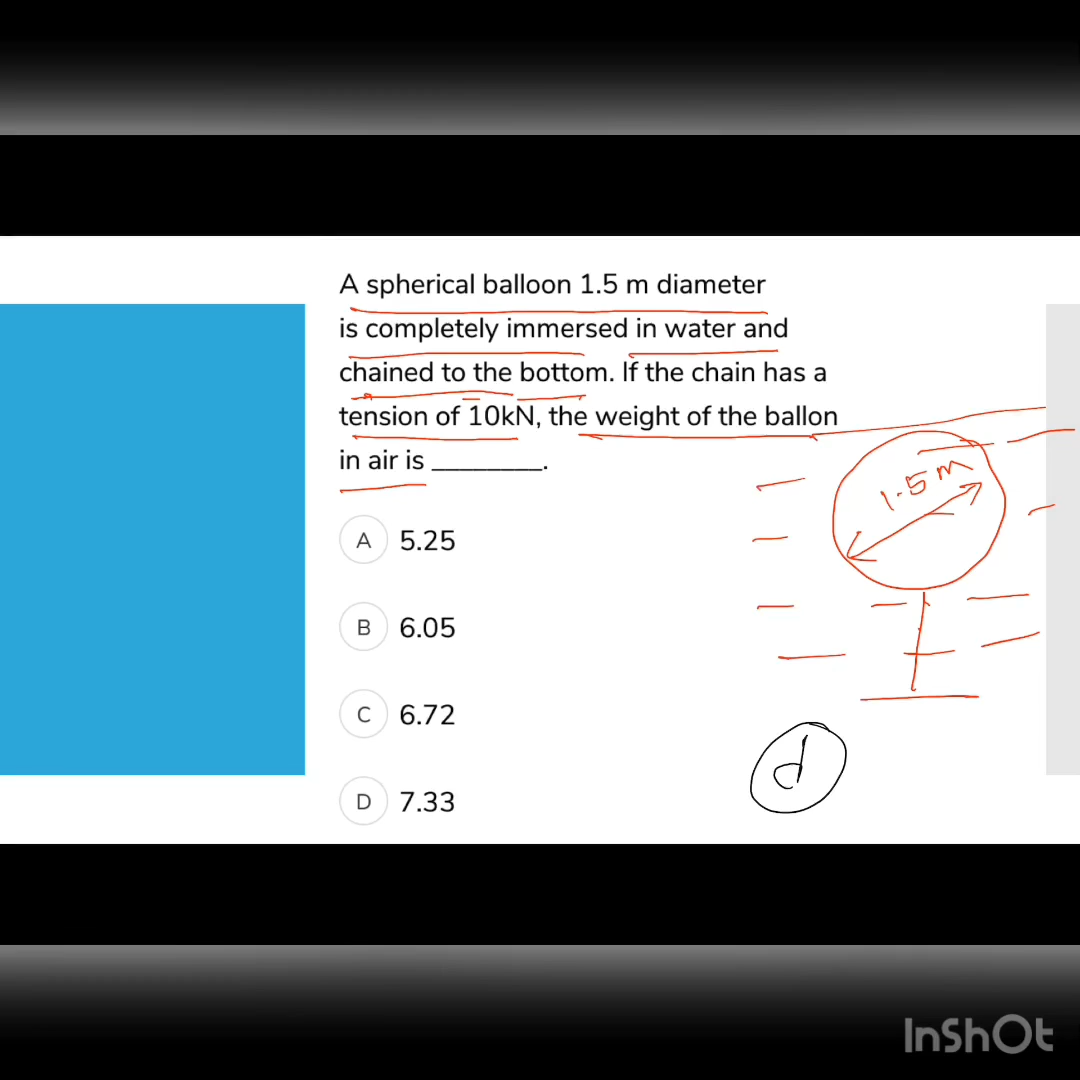 A spherical balloon 1.5 m diameter
is completely immersed in water and
chained to the bottom. If the chain has a
tension of 10kN, the weight of the ballon
in air is ________.
1.5 m
A 5.25
B 6.05
C 6.72
D 7.33
d
InShOt